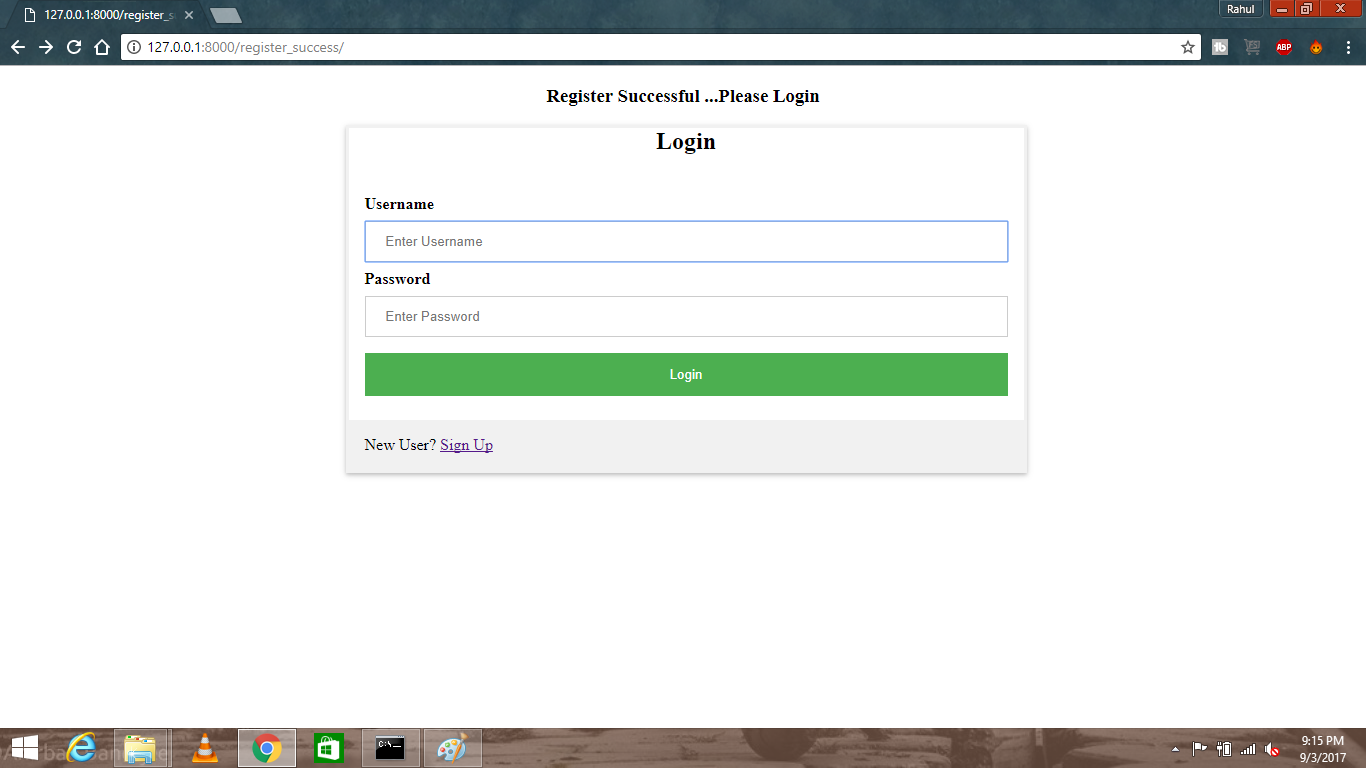 127.0.0.1:8000/register_s
Rahul
127.0.0.1:8000/register_success/
ABP
Register Successful ...Please Login
Login
Username
Enter Username
Password
Enter Password
Login
New User? Sign Up
C:\_
9:15 PM
9/3/2017